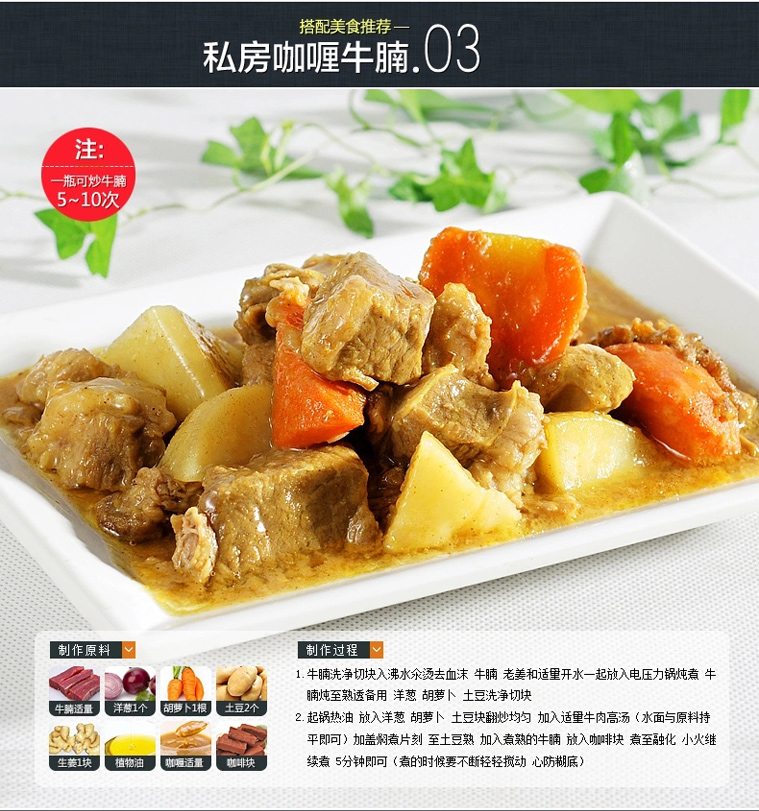 搭配美食推荐 —
私房咖喱牛腩.03
注:
一瓶可炒牛腩
5~10次
制作原料
牛腩适量 洋葱1个 胡萝卜1根 土豆2个
生姜1块 植物油 咖喱适量 咖啡块
制作过程
1. 牛腩洗净切块入沸水汆烫去血沫 牛腩 老姜和适量开水一起放入电压力锅炖煮 牛
腩炖至熟透备用 洋葱 胡萝卜 土豆洗净切块
2. 起锅热油 放入洋葱 胡萝卜 土豆块翻炒均匀 加入适量牛肉高汤（水面与原料持
平即可）加盖焖煮片刻 至土豆熟 加入煮熟的牛腩 放入咖啡块 煮至融化 小火继
续煮 5分钟即可（煮的时候要不断轻轻搅动 心防糊底）